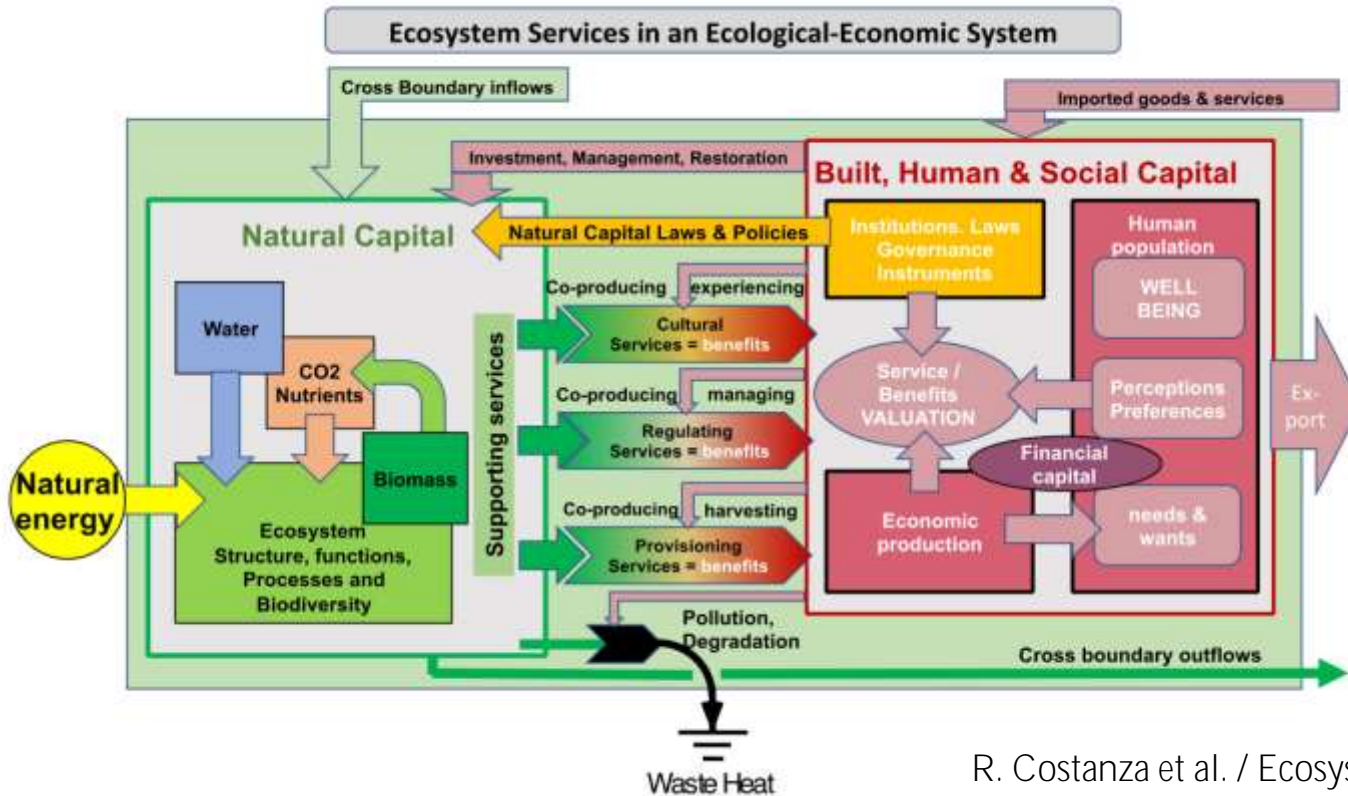 Ecosystem Services in an Ecological-Economic System
Cross Boundary inflows
Imported goods & services
Investment, Management, Restoration
Built, Human & Social Capital
Natural Capital
Natural Capital Laws & Policies
Institutions. Laws
Governance
Instruments
Human
population
WELL
BEING
Water
CO2
Nutrients
Biomass
Natural
energy
Ecosystem
Structure, functions,
Processes and
Biodiversity
Supporting services
Co-producing experiencing
Cultural
Services = benefits
Co-producing managing
Regulating
Services = benefits
Co-producing harvesting
Provisioning
Services = benefits
Service /
Benefits
VALUATION
Perceptions
Preferences
Financial
capital
Economic
production
needs &
wants
Ex-
port
Pollution,
Degradation
Cross boundary outflows
Waste Heat
R. Costanza et al. / Ecosys